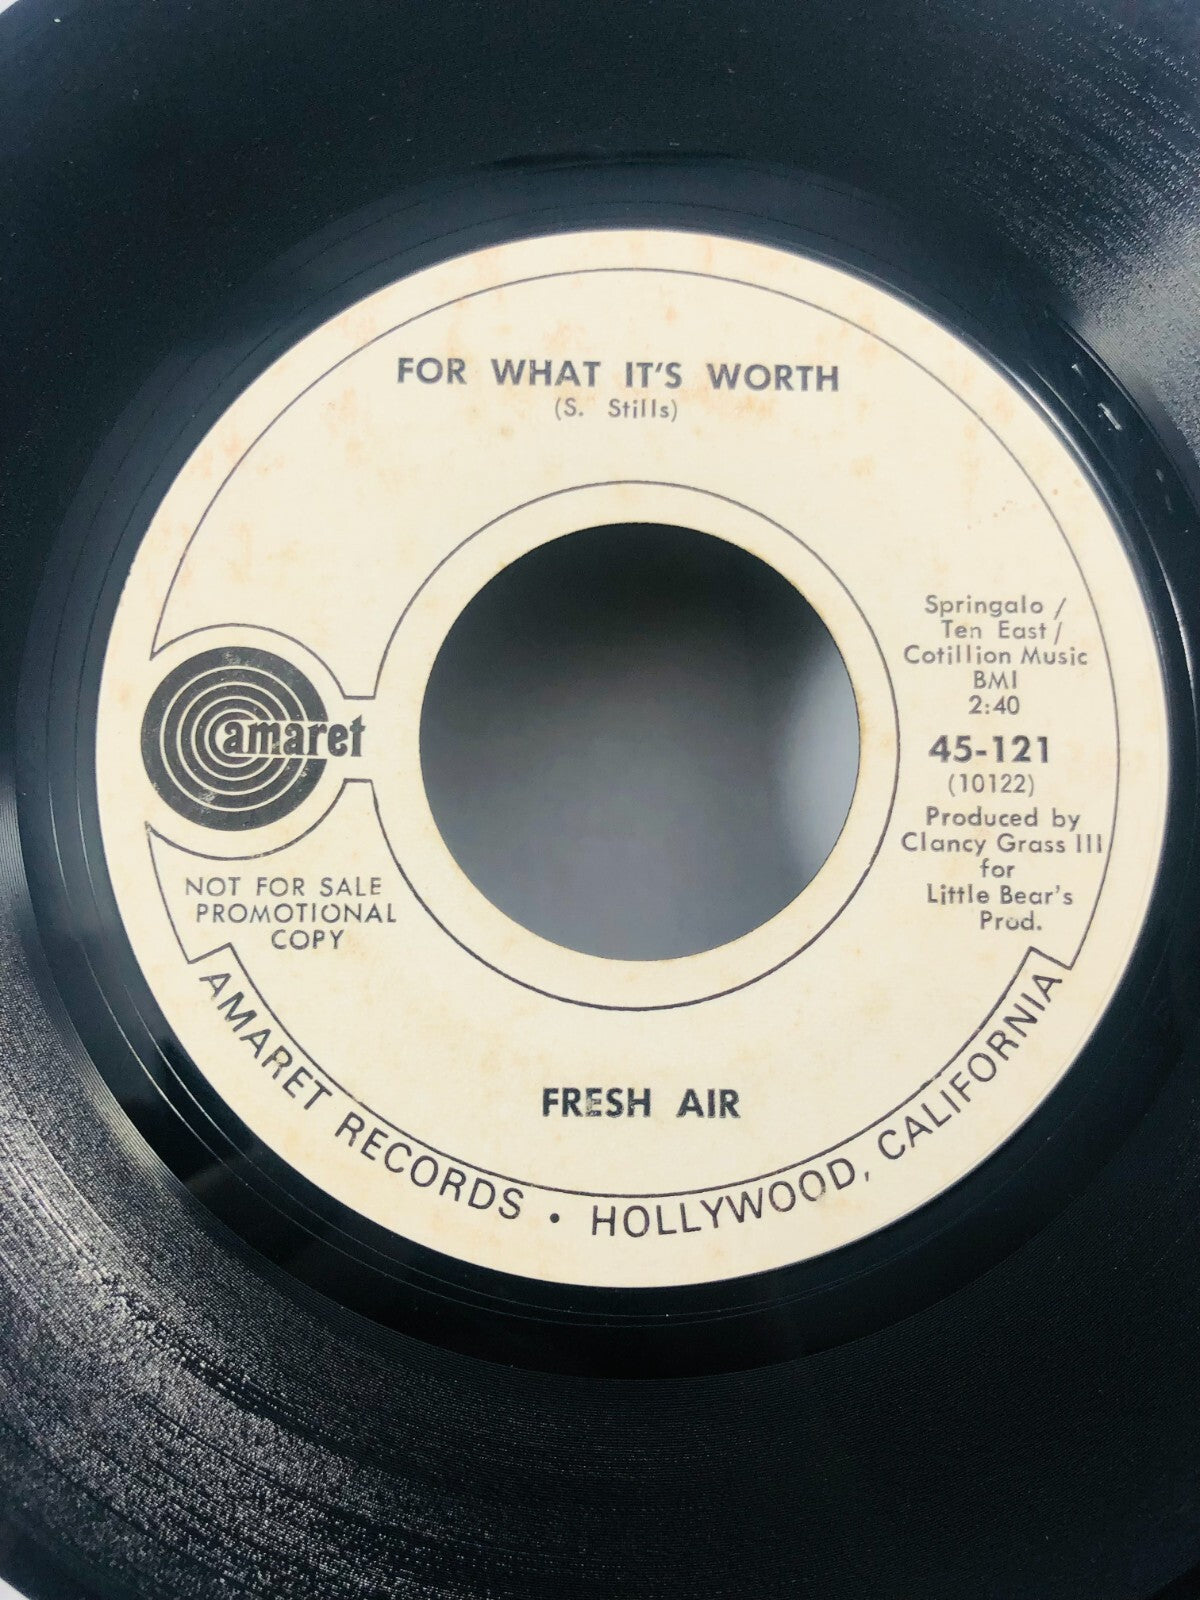 FOR WHAT IT'S WORTH
(S. Stills)
Springalo /
Ten East /
Cotillion Music
BMI
2:40
45-121
(10122)
Produced by
Clancy Grass III
for
Little Bear's
Prod.
amaret
NOT FOR SALE
PROMOTIONAL
COPY
FRESH AIR
AMARET RECORDS • HOLLYWOOD, CALIFORNIA